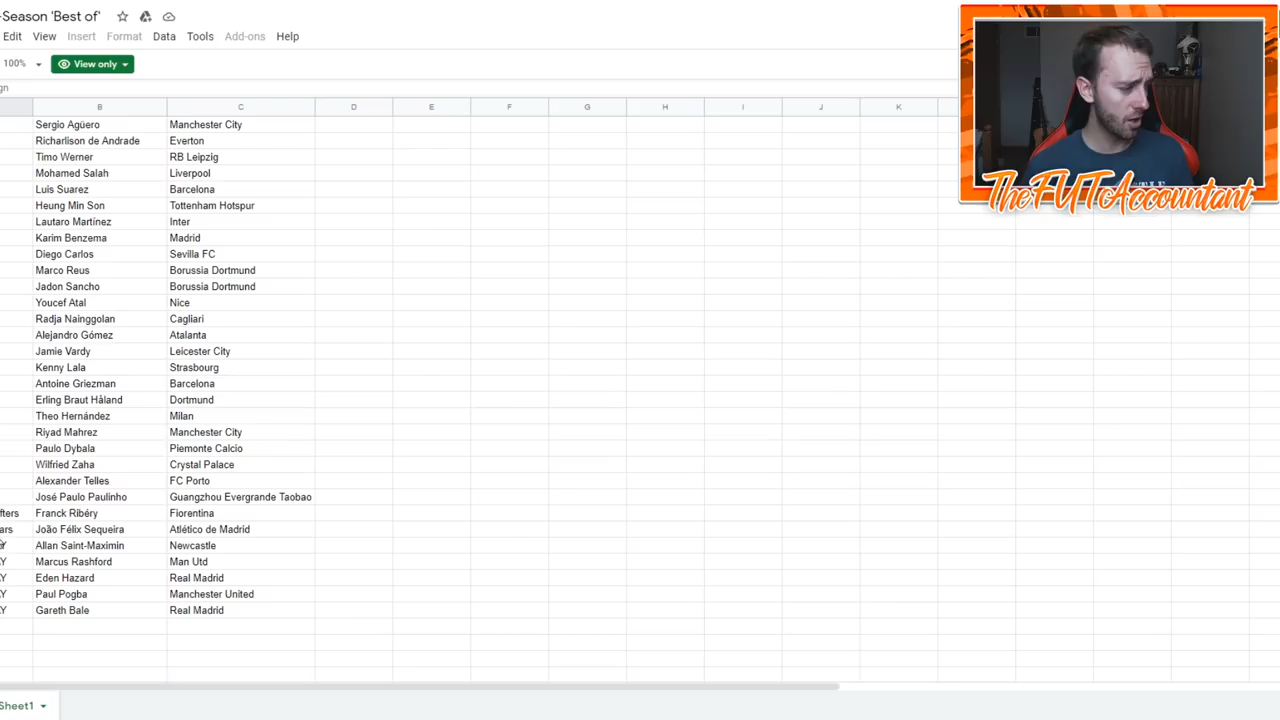 -Season 'Best of'
Edit View Insert Format Data Tools Add-ons Help
100% View only
gn
B C D E F G H I J K
Sergio Agüero Manchester City
Richarlison de Andrade Everton
Timo Werner RB Leipzig
Mohamed Salah Liverpool
Luis Suarez Barcelona
Heung Min Son Tottenham Hotspur
Lautaro Martínez Inter
Karim Benzema Madrid
Diego Carlos Sevilla FC
Marco Reus Borussia Dortmund
Jadon Sancho Borussia Dortmund
Youcef Atal Nice
Radja Nainggolan Cagliari
Alejandro Gómez Atalanta
Jamie Vardy Leicester City
Kenny Lala Strasbourg
Antoine Griezman Barcelona
Erling Braut Håland Dortmund
Theo Hernández Milan
Riyad Mahrez Manchester City
Paulo Dybala Piemonte Calcio
Wilfried Zaha Crystal Palace
Alexander Telles FC Porto
José Paulo Paulinho Guangzhou Evergrande Taobao
fters Franck Ribéry Fiorentina
ars João Félix Sequeira Atlético de Madrid
Allan Saint-Maximin Newcastle
Y Marcus Rashford Man Utd
Y Eden Hazard Real Madrid
Y Paul Pogba Manchester United
Y Gareth Bale Real Madrid
Sheet1
TheFUTAccountant